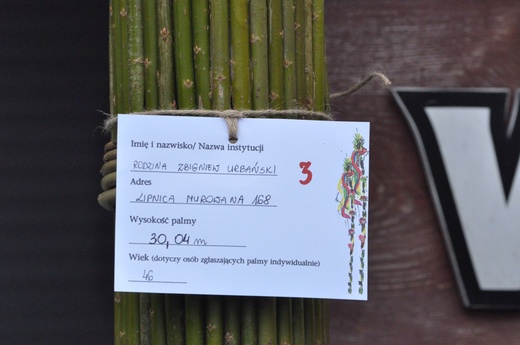 Imię i nazwisko/ Nazwa instytucji
RODZINA ZBIGNIEW URBAŃSKI
3
Adres
LIPNICA MUROWANA 168
Wysokość palmy
30,04 m
Wiek (dotyczy osób zgłaszających palmy indywidualnie)
46